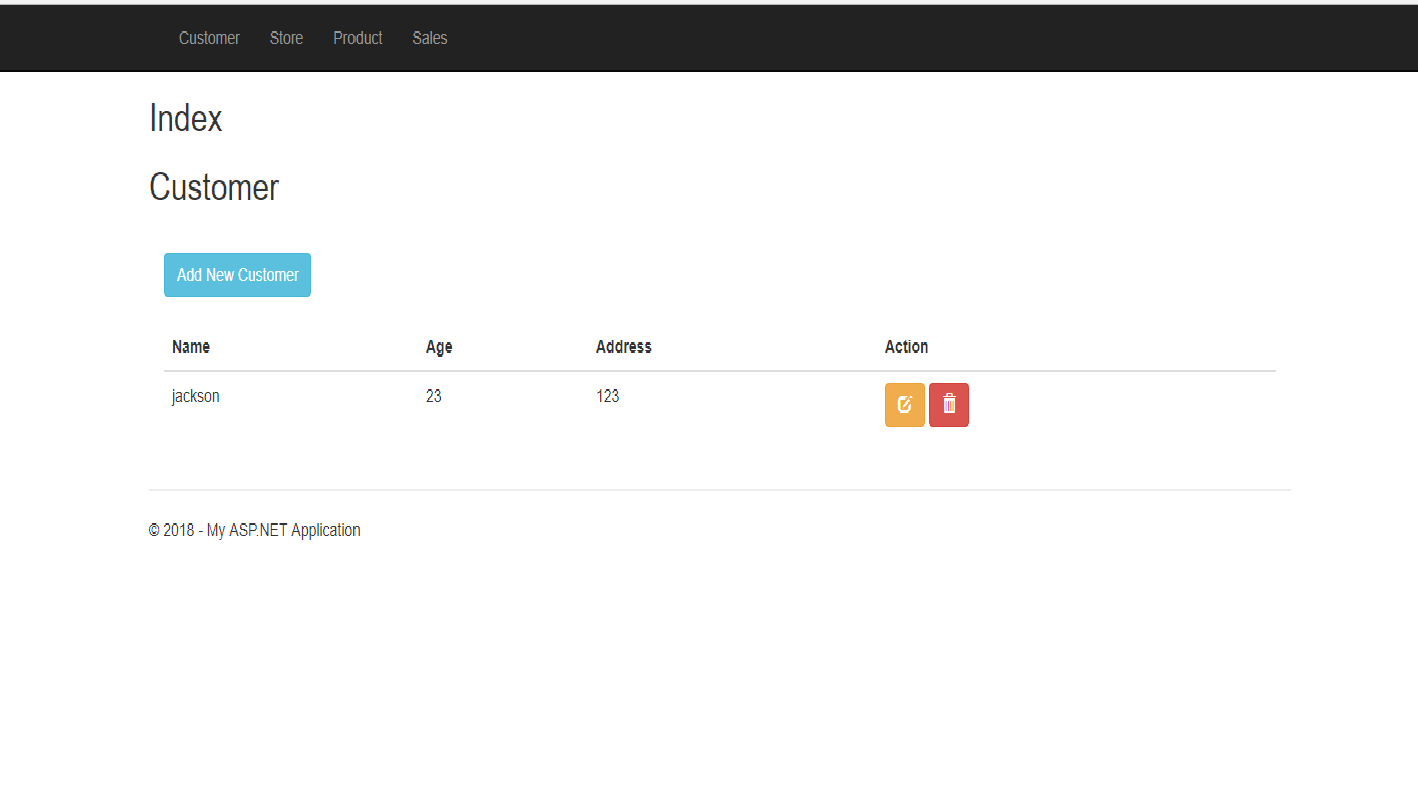 Customer Store Product Sales
Index
Customer
Add New Customer
Name Age Address Action
jackson 23 123
© 2018 - My ASP.NET Application